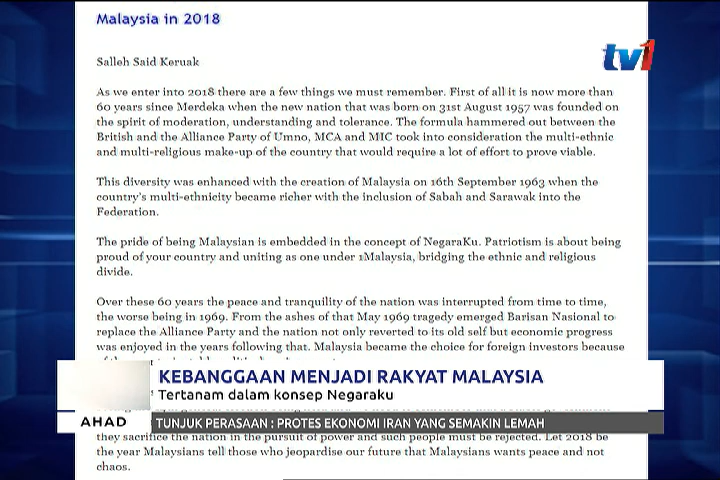 Malaysia in 2018
tv1
Salleh Said Keruak
As we enter into 2018 there are a few things we must remember. First of all it is now more than
60 years since Merdeka when the new nation that was born on 31st August 1957 was founded on
the spirit of moderation, understanding and tolerance. The formula hammered out between the
British and the Alliance Party of Umno, MCA and MIC took into consideration the multi-ethnic
and multi-religious make-up of the country that would require a lot of effort to prove viable.
This diversity was enhanced with the creation of Malaysia on 16th September 1963 when the
country's multi-ethnicity became richer with the inclusion of Sabah and Sarawak into the
Federation.
The pride of being Malaysian is embedded in the concept of NegaraKu. Patriotism is about being
proud of your country and uniting as one under 1Malaysia, bridging the ethnic and religious
divide.
Over these 60 years the peace and tranquility of the nation was interrupted from time to time,
the worse being in 1969. From the ashes of that May 1969 tragedy emerged Barisan Nasional to
replace the Alliance Party and the nation not only reverted to its old self but economic progress
was enjoyed in the years following that. Malaysia became the choice for foreign investors because
KEBANGGAAN MENJADI RAKYAT MALAYSIA
Tertanam dalam konsep Negaraku
AHAD
TUNJUK PERASAAN : PROTES EKONOMI IRAN YANG SEMAKIN LEMAH
they sacrifice the nation in the pursuit of power and such people must be rejected. Let 2018 be
the year Malaysians tell those who jeopardise our future that Malaysians wants peace and not
chaos.